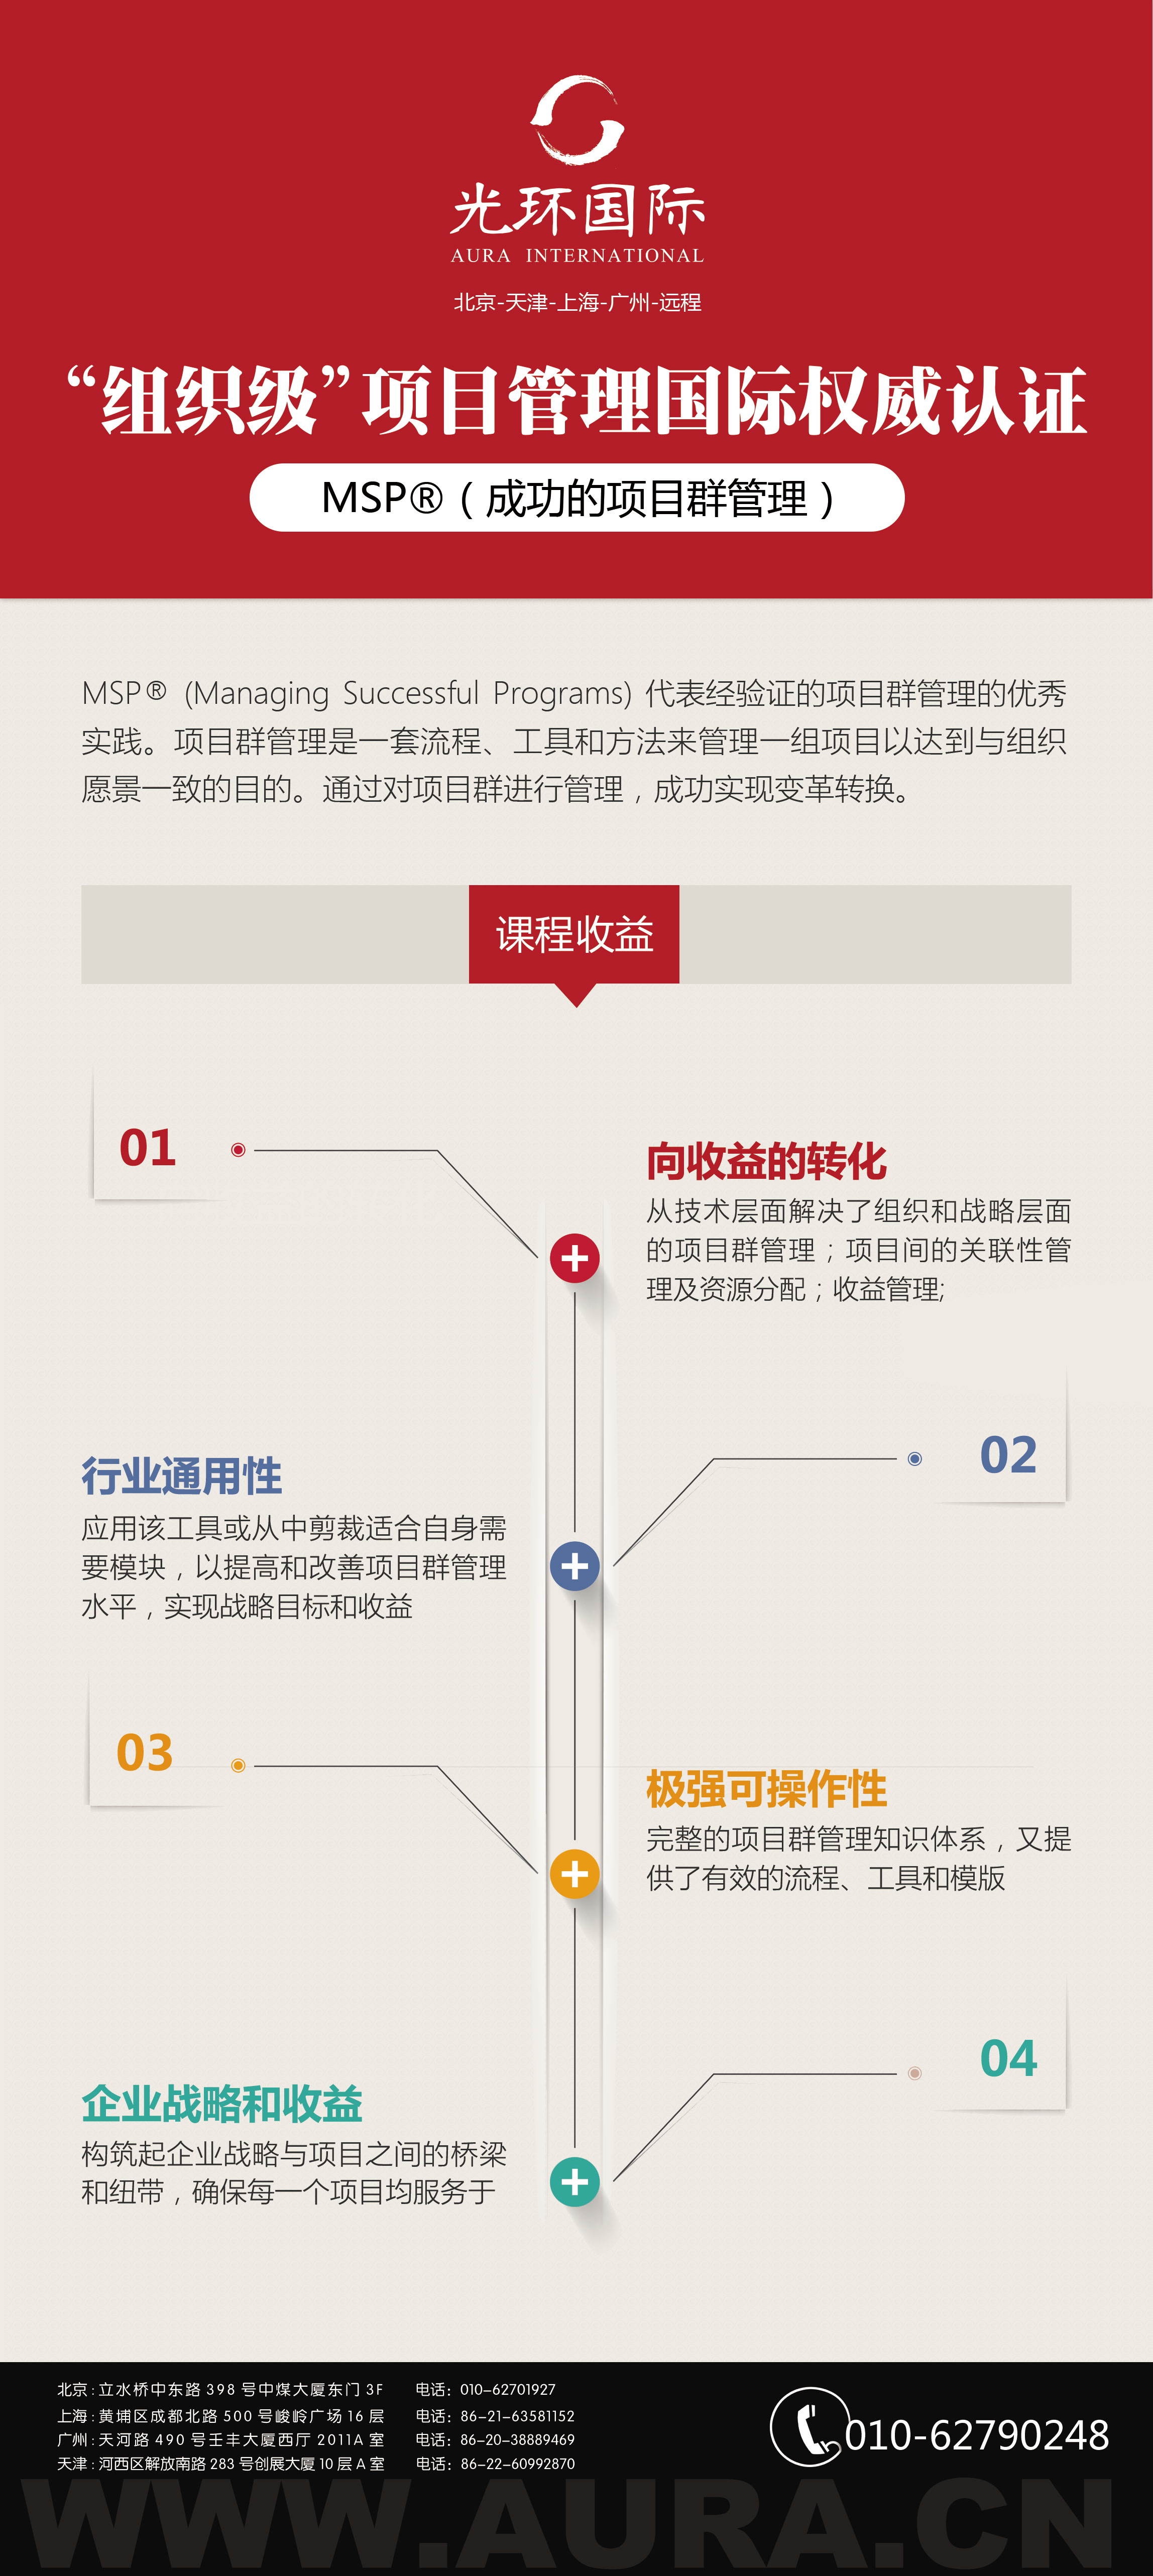 光环国际
AURA INTERNATIONAL
北京-天津-上海-广州-远程
“组织级”项目管理国际权威认证
MSP®（成功的项目群管理）
MSP® (Managing Successful Programs) 代表经验证的项目群管理的优秀
实践。项目群管理是一套流程、工具和方法来管理一组项目以达到与组织
愿景一致的目的。通过对项目群进行管理，成功实现变革转换。
课程收益
01
向收益的转化
从技术层面解决了组织和战略层面
的项目群管理；项目间的关联性管
理及资源分配；收益管理;
02
行业通用性
应用该工具或从中剪裁适合自身需
要模块，以提高和改善项目群管理
水平，实现战略目标和收益
03
极强可操作性
完整的项目群管理知识体系，又提
供了有效的流程、工具和模版
04
企业战略和收益
构筑起企业战略与项目之间的桥梁
和纽带，确保每一个项目均服务于
北京：立水桥中东路 398 号中煤大厦东门 3F 电话：010-62701927
上海：黄埔区成都北路 500 号峻岭广场 16 层 电话：86-21-63581152
广州：天河路 490 号壬丰大厦西厅 2011A 室 电话：86-20-38889469
天津：河西区解放南路 283 号创展大厦 10 层 A 室 电话：86-22-60992870
010-62790248
WWW.AURA.CN